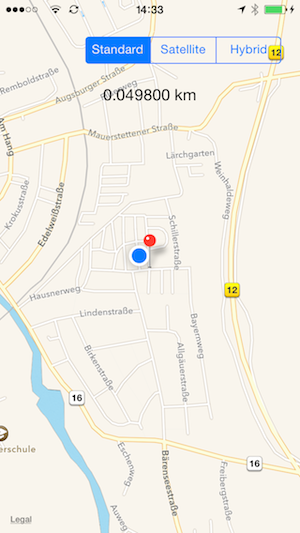 14:33
Standard
Satellite
Hybrid
12
Remboldstraße
Augsburger Straße
0.049800 km
Am Hang
Mauerstettener Straße
Lärchgarten
Weinhaldeweg
Krokusstraße
Edelweißstraße
Schillerstraße
Hausnerweg
12
Lindenstraße
Bayernweg
Birkenstraße
Allgäuerstraße
16
erschule
Eschenweg
Bärenseestraße
Freibergstraße
16
Auweg
Legal